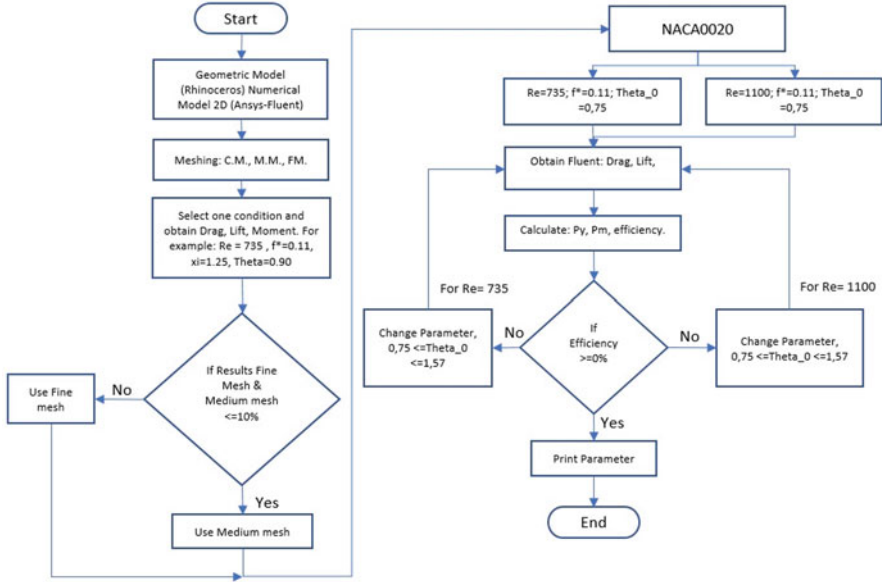 Start
Geometric Model
(Rhinoceros) Numerical
Model 2D (Ansys-Fluent)
Meshing: C.M., M.M., FM.
Select one condition and
obtain Drag, Lift, Moment. For
example: Re = 735 , f*=0.11,
xi=1.25, Theta=0.90
If Results Fine
Mesh &
Medium mesh
<=10%
No
Use Fine
mesh
Yes
Use Medium mesh
NACA0020
Re=735; f*=0.11; Theta_0
=0,75
Re=1100; f*=0.11; Theta_0
=0,75
Obtain Fluent: Drag, Lift,
Calculate: Py, Pm, efficiency.
For Re= 735
For Re= 1100
If
Efficiency
>=0%
No
Change Parameter,
0,75 <=Theta_0
<=1,57
No
Change Parameter,
0,75 <=Theta_0 <=1,57
Yes
Print Parameter
End